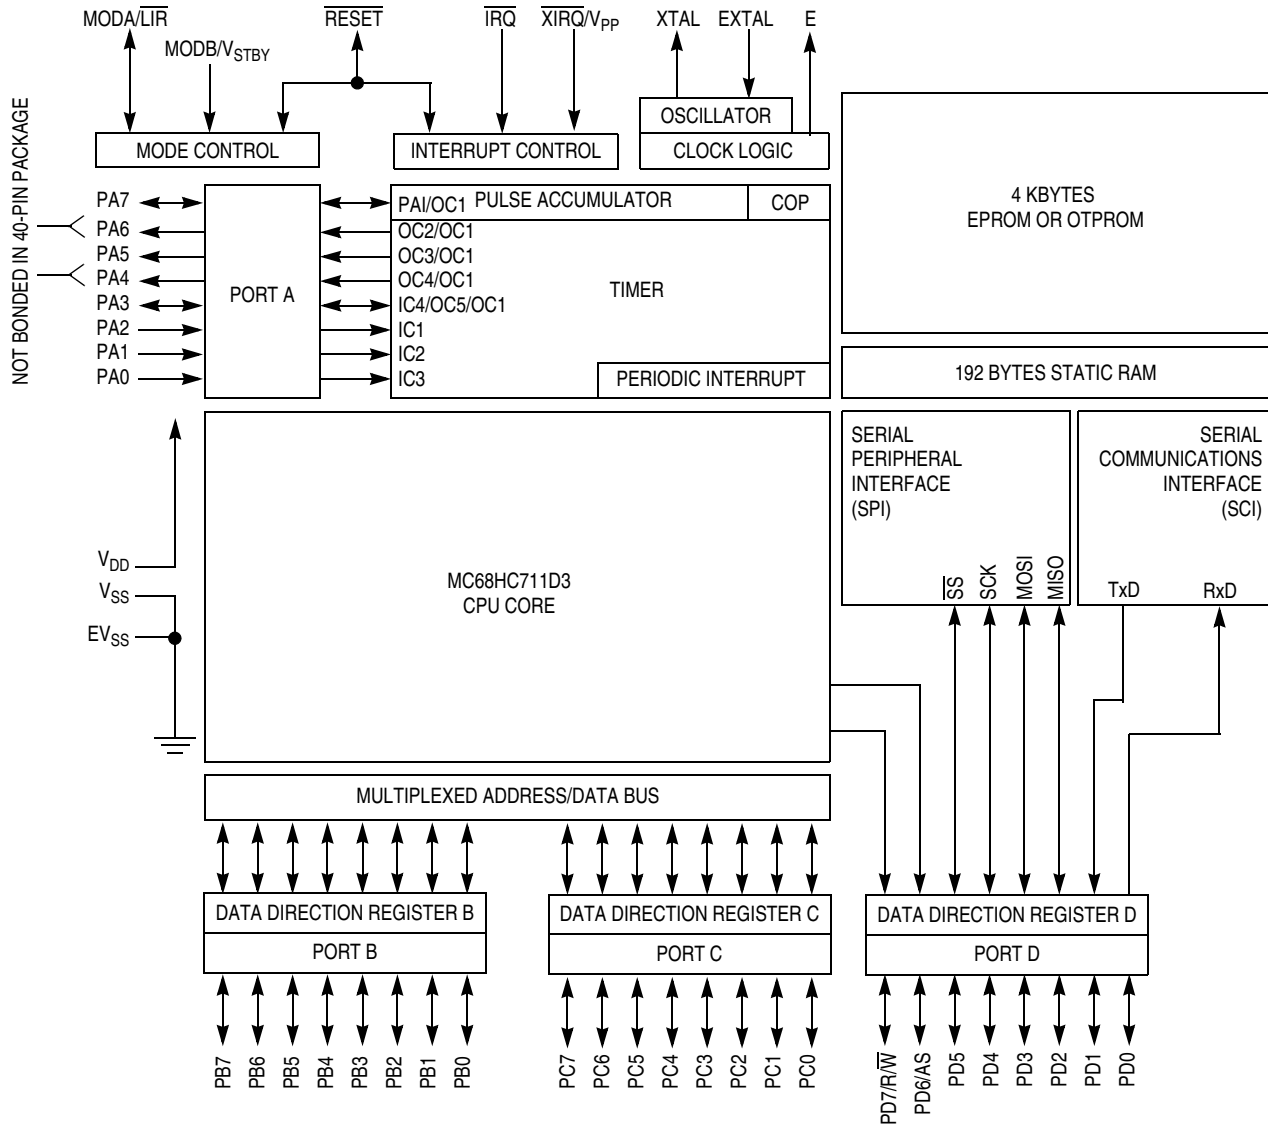 MODA/L̅I̅R̅
MODB/VSTBY
R̅E̅S̅E̅T̅
I̅R̅Q̅
X̅I̅R̅Q̅/VPP
XTAL
EXTAL
E
MODE CONTROL
INTERRUPT CONTROL
OSCILLATOR
CLOCK LOGIC
4 KBYTES
EPROM OR OTPROM
NOT BONDED IN 40-PIN PACKAGE
PA7
PA6
PA5
PA4
PA3
PA2
PA1
PA0
PORT A
PAI/OC1
PULSE ACCUMULATOR
COP
OC2/OC1
OC3/OC1
OC4/OC1
IC4/OC5/OC1
IC1
IC2
IC3
TIMER
PERIODIC INTERRUPT
192 BYTES STATIC RAM
VDD
VSS
EVSS
MC68HC711D3
CPU CORE
SERIAL
PERIPHERAL
INTERFACE
(SPI)
S̅S̅
SCK
MOSI
MISO
SERIAL
COMMUNICATIONS
INTERFACE
(SCI)
TxD
RxD
MULTIPLEXED ADDRESS/DATA BUS
DATA DIRECTION REGISTER B
PORT B
DATA DIRECTION REGISTER C
PORT C
DATA DIRECTION REGISTER D
PORT D
PB7
PB6
PB5
PB4
PB3
PB2
PB1
PB0
PC7
PC6
PC5
PC4
PC3
PC2
PC1
PC0
PD7/R/W̅
PD6/AS
PD5
PD4
PD3
PD2
PD1
PD0